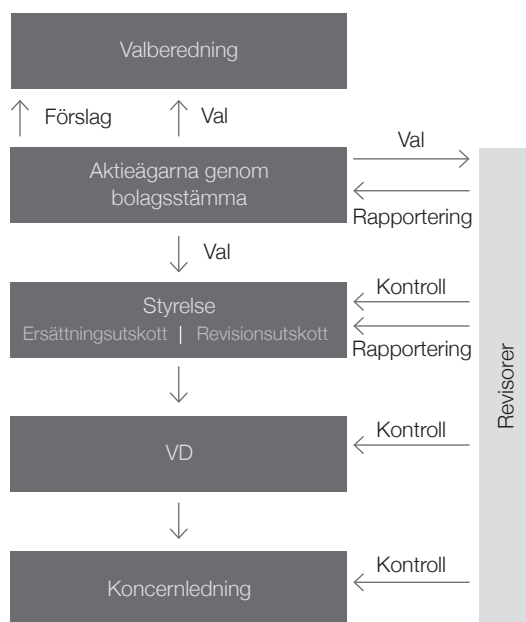 Valberedning
Förslag
Val
Val
Aktieägarna genom
bolagsstämma
Rapportering
Val
Kontroll
Styrelse
Ersättningsutskott | Revisionsutskott
Rapportering
Revisorer
VD
Kontroll
Koncernledning
Kontroll